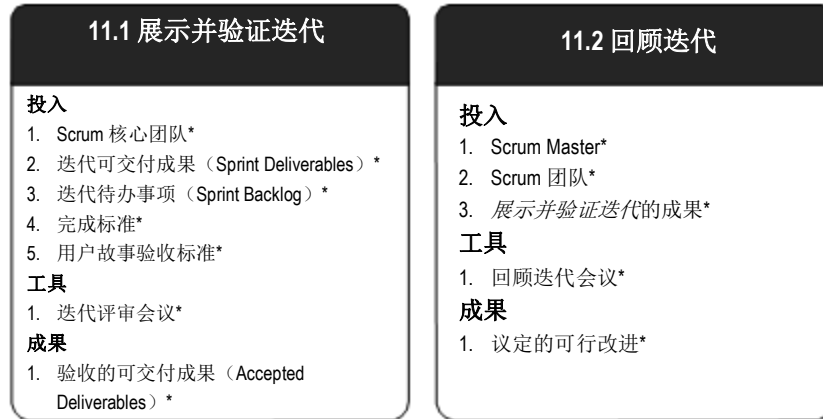 11.1 展示并验证迭代
投入
1. Scrum 核心团队*
2. 迭代可交付成果（Sprint Deliverables）*
3. 迭代待办事项（Sprint Backlog）*
4. 完成标准*
5. 用户故事验收标准*
工具
1. 迭代评审会议*
成果
1. 验收的可交付成果（Accepted
Deliverables）*
11.2 回顾迭代
投入
1. Scrum Master*
2. Scrum 团队*
3. 展示并验证迭代的成果*
工具
1. 回顾迭代会议*
成果
1. 议定的可行改进*